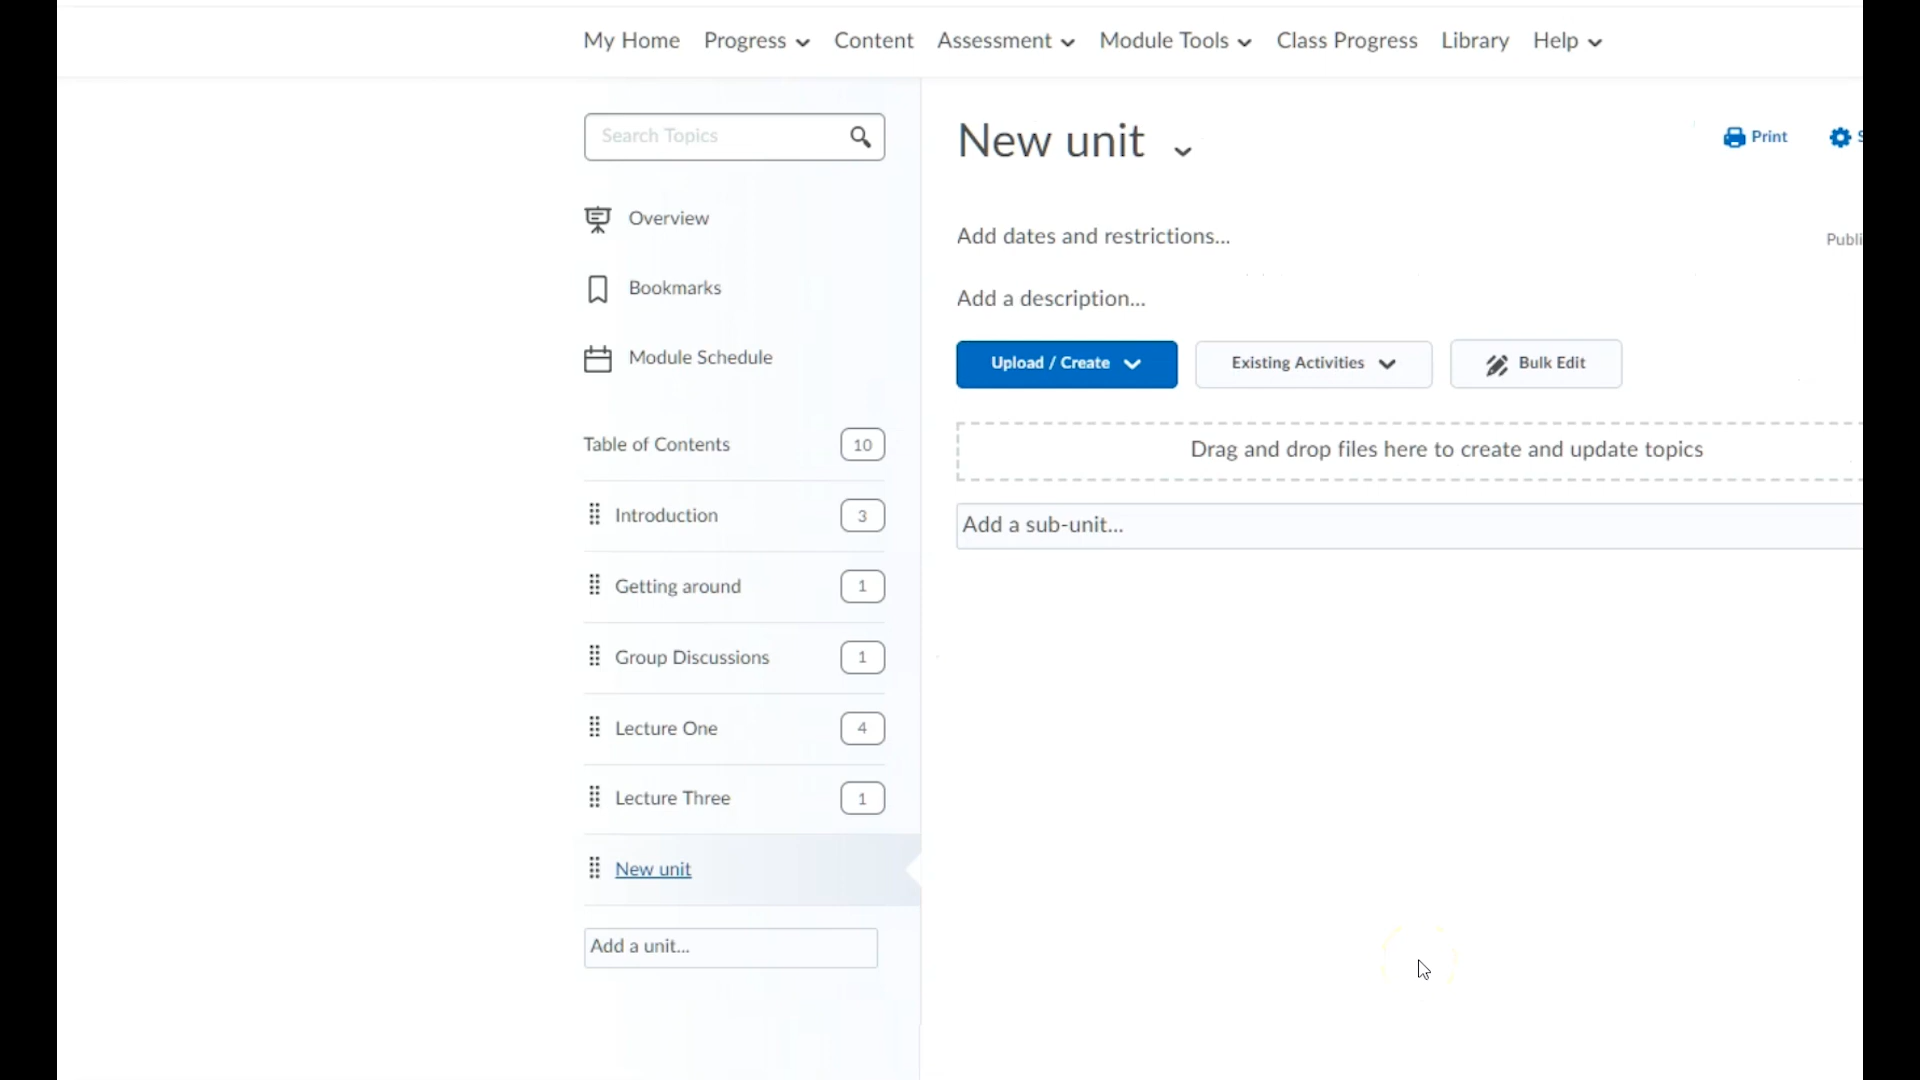 My Home Progress Content Assessment Module Tools Class Progress Library Help
Search Topics
Overview
Bookmarks
Module Schedule
Table of Contents 10
Introduction 3
Getting around 1
Group Discussions 1
Lecture One 4
Lecture Three 1
New unit
Add a unit...
New unit
Print
Add dates and restrictions...
Add a description...
Upload / Create Existing Activities Bulk Edit
Drag and drop files here to create and update topics
Add a sub-unit...